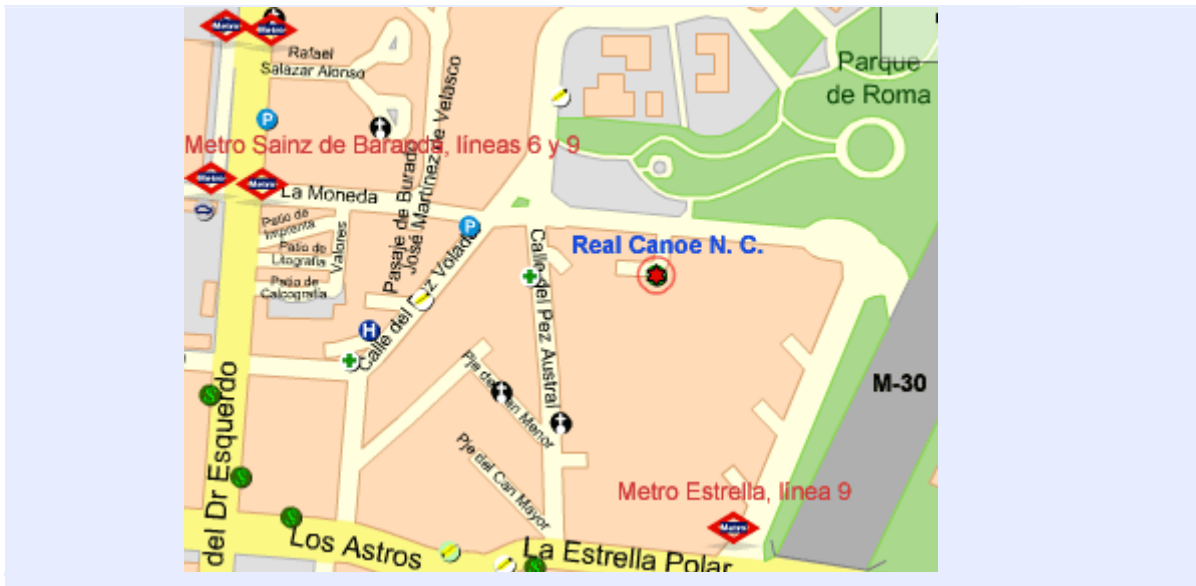 Metro
Metro
Rafael
Salazar Alonso
Parque
de Roma
P
José Martínez de Velasco
Metro Sainz de Baranda, líneas 6 y 9
Metro
Metro
La Moneda
Pasaje de Burado
Patio de
Imprenta
Patio de
Litografía
Patio de
Calcografía
Valores
P
Calle del Pez Volador
Calle del Pez Austral
Real Canoe N. C.
H
M-30
Pje del Can Menor
Pje del Can Mayor
Metro Estrella, línea 9
Metro
del Dr Esquerdo
Los Astros
La Estrella Polar